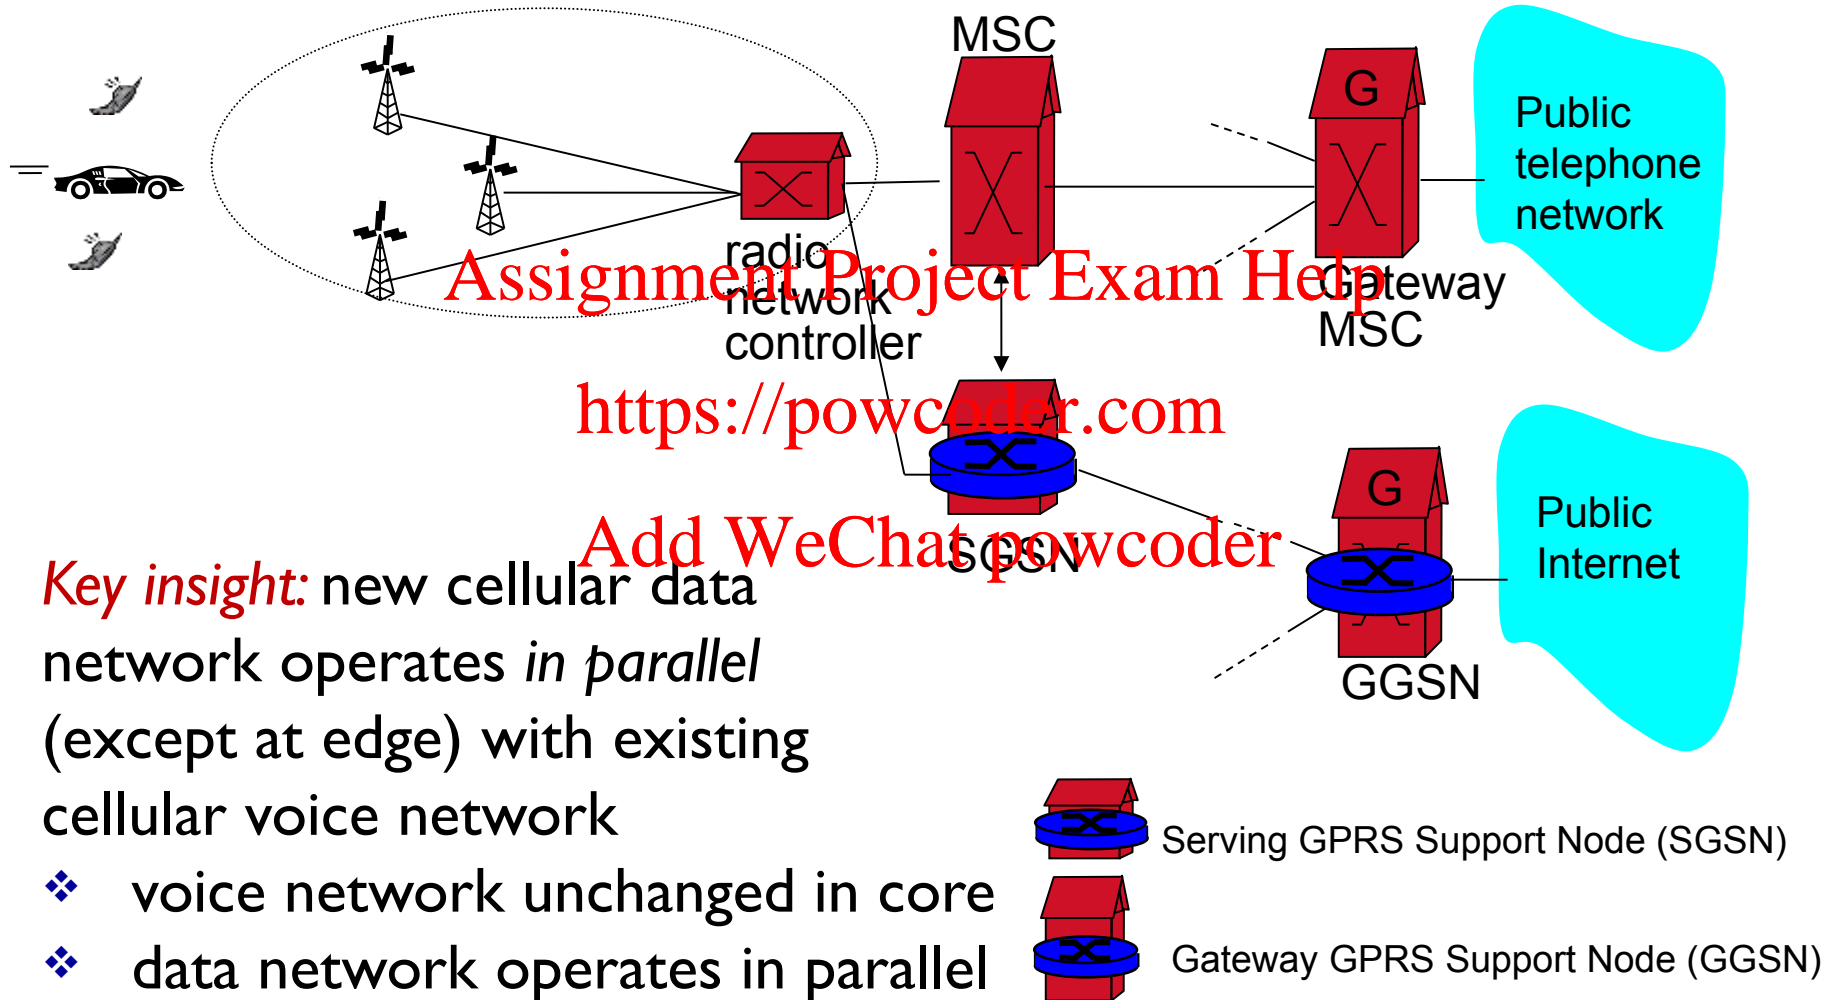 MSC
G
Public
telephone
network
radio
network
controller
Gateway
MSC
Assignment Project Exam Help
https://powcoder.com
Add WeChat powcoder
SGSN
G
Public
Internet
GGSN
Key insight: new cellular data
network operates in parallel
(except at edge) with existing
cellular voice network
❖ voice network unchanged in core
❖ data network operates in parallel
Serving GPRS Support Node (SGSN)
Gateway GPRS Support Node (GGSN)